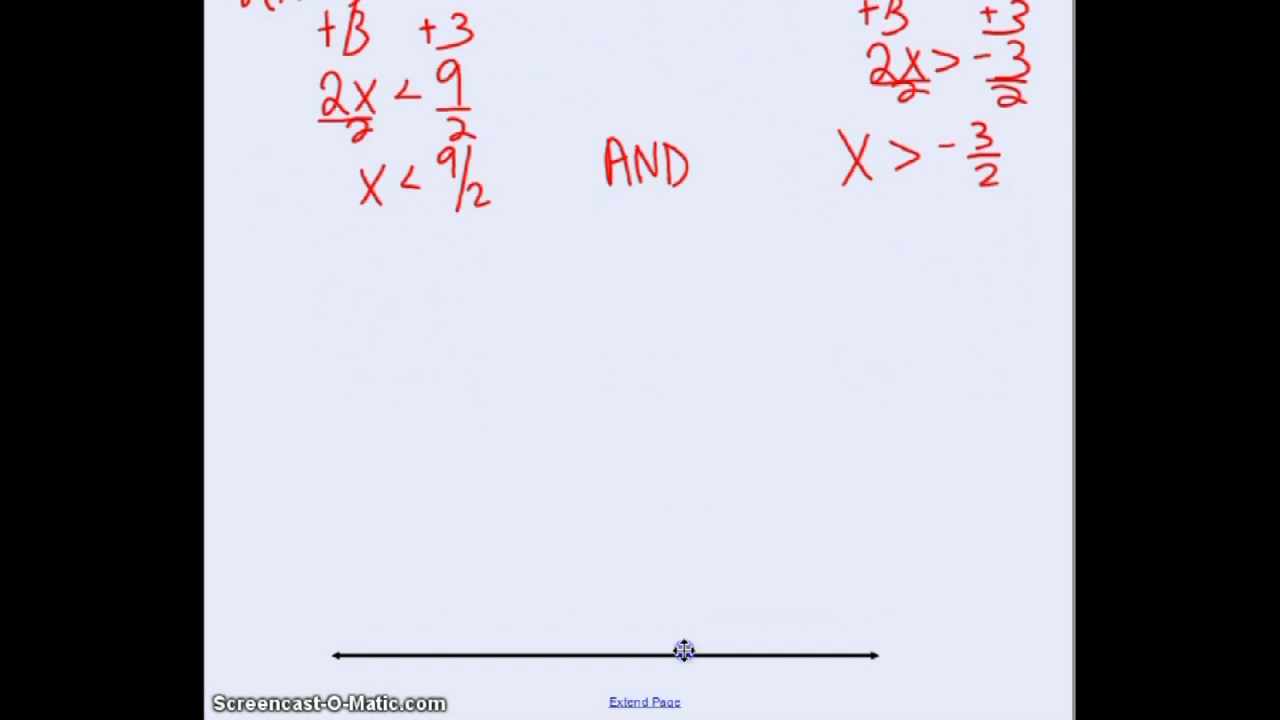 +3 +3
2x < 9
2 2
x < 9/2
AND
+3 +3
2x > -3
2 2
x > - 3/2
Screencast-O-Matic.com
Extend Page